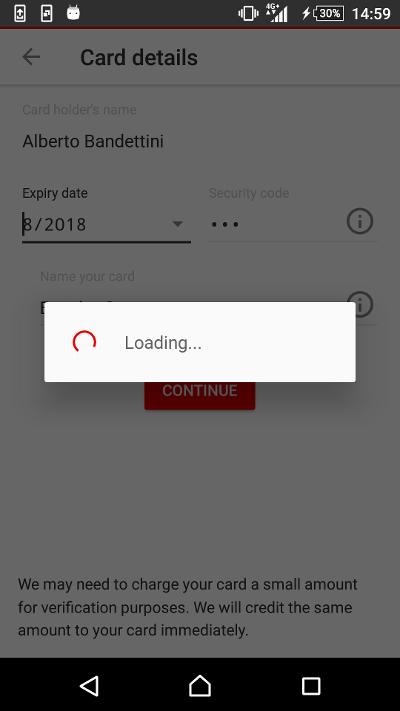 4G+ 30% 14:59
Card details
Card holder's name
Alberto Bandettini
Expiry date Security code
8/2018 •••
Name your card
Loading...
CONTINUE
We may need to charge your card a small amount
for verification purposes. We will credit the same
amount to your card immediately.